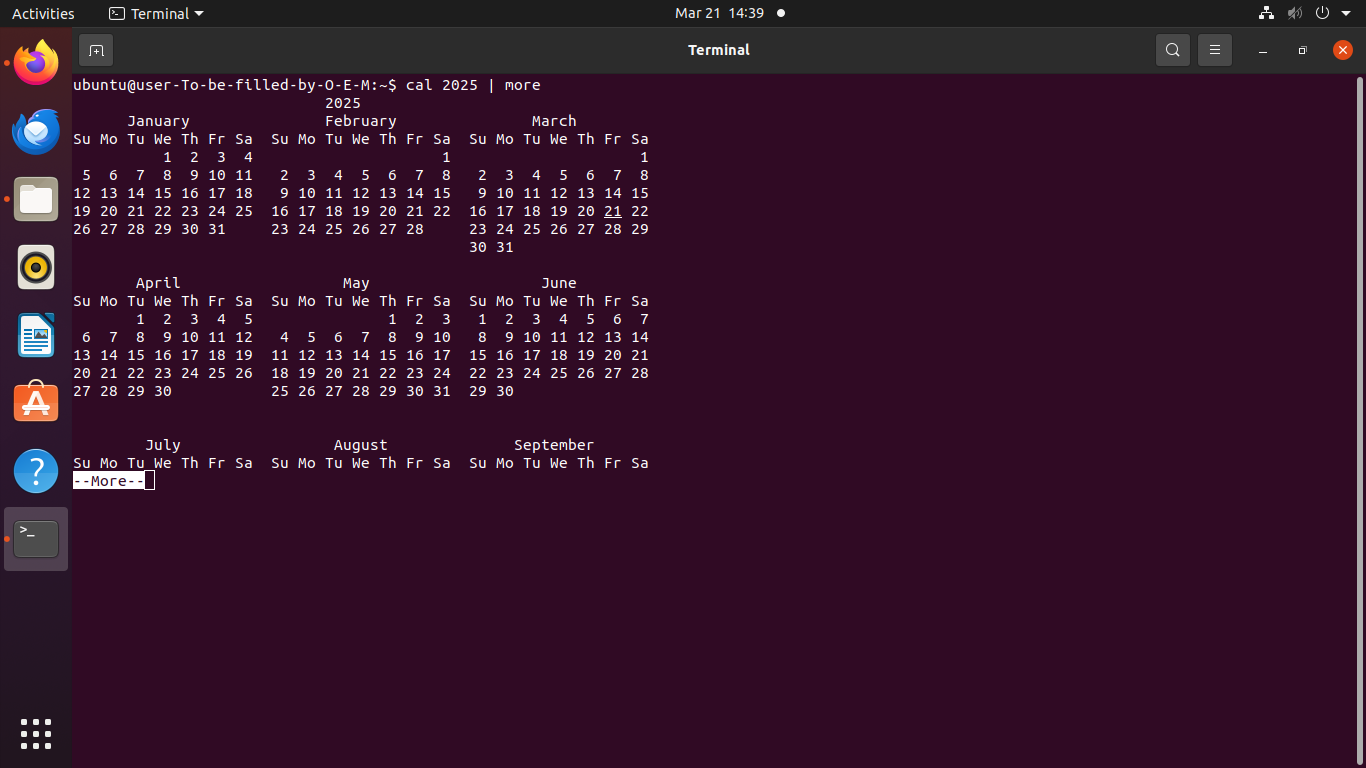 Activities Terminal Mar 21 14:39
Terminal
ubuntu@user-To-be-filled-by-O-E-M:~$ cal 2025 | more
                            2025
      January               February               March
Su Mo Tu We Th Fr Sa  Su Mo Tu We Th Fr Sa  Su Mo Tu We Th Fr Sa
          1  2  3  4                     1                     1
 5  6  7  8  9 10 11   2  3  4  5  6  7  8   2  3  4  5  6  7  8
12 13 14 15 16 17 18   9 10 11 12 13 14 15   9 10 11 12 13 14 15
19 20 21 22 23 24 25  16 17 18 19 20 21 22  16 17 18 19 20 21 22
26 27 28 29 30 31     23 24 25 26 27 28     23 24 25 26 27 28 29
                                            30 31
       April                  May                   June
Su Mo Tu We Th Fr Sa  Su Mo Tu We Th Fr Sa  Su Mo Tu We Th Fr Sa
       1  2  3  4  5               1  2  3   1  2  3  4  5  6  7
 6  7  8  9 10 11 12   4  5  6  7  8  9 10   8  9 10 11 12 13 14
13 14 15 16 17 18 19  11 12 13 14 15 16 17  15 16 17 18 19 20 21
20 21 22 23 24 25 26  18 19 20 21 22 23 24  22 23 24 25 26 27 28
27 28 29 30           25 26 27 28 29 30 31  29 30
        July                 August              September
Su Mo Tu We Th Fr Sa  Su Mo Tu We Th Fr Sa  Su Mo Tu We Th Fr Sa
--More--